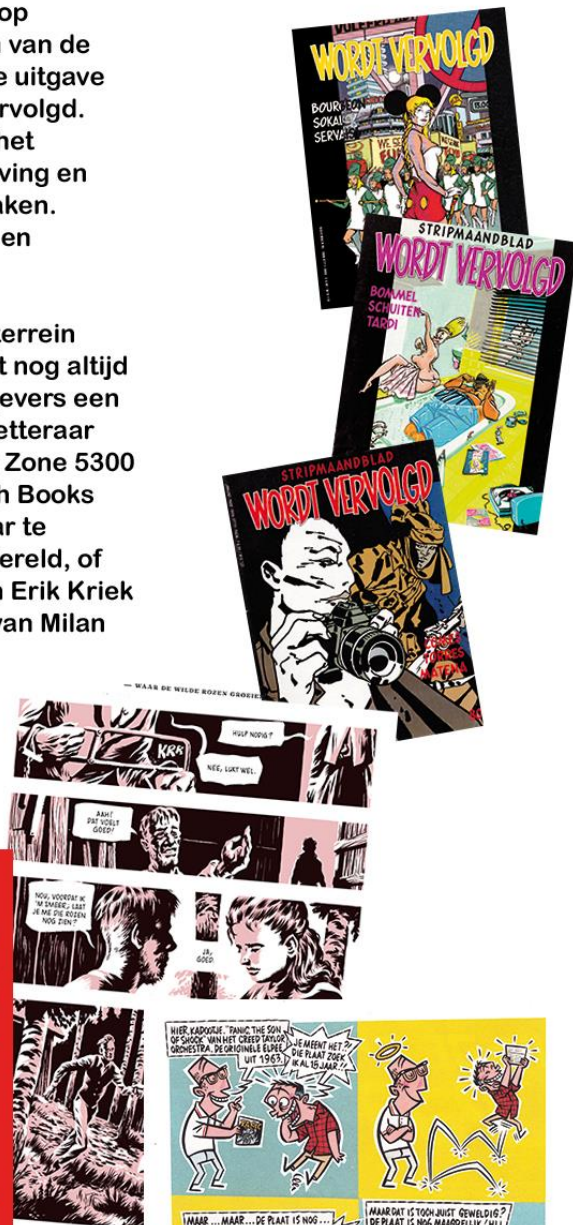 op
van de
e uitgave
rvolgd.
het
ving en
aken.
en
terrein
t nog altijd
evers een
etteraar
Zone 5300
h Books
ar te
ereld, of
n Erik Kriek
van Milan
WORDT VERVOLGD
BOURGEON
SOKAL
SERVAIS
STRIPMAANDBLAD
WORDT VERVOLGD
BOMMEL
SCHUITEN
TARDI
STRIPMAANDBLAD
WORDT VERVOLGD
TORRES
MATENA
— WAAR DE WILDE ROZEN GROEIE
KRK
HULP NODIG?
NEE, LUKT WEL.
AAH!
DAT VOELT
GOED!
NOU, VOORDAT IK
'M SMEER, LAAT
JE ME DIE ROZEN
NOG ZIEN?
JA,
GOED.
HIER, KADOOTJE. "PANIC, THE SON
OF SHOCK" VAN HET CREED TAYLOR
ORCHESTRA. DE ORIGINELE ELPEE
UIT 1963.
JE MEENT HET?!
DIE PLAAT ZOEK
IK AL 15 JAAR!!
MAAR...MAAR...DE PLAAT IS NOG...
MAAR DAT IS TOCH JUIST GEWELDIG?